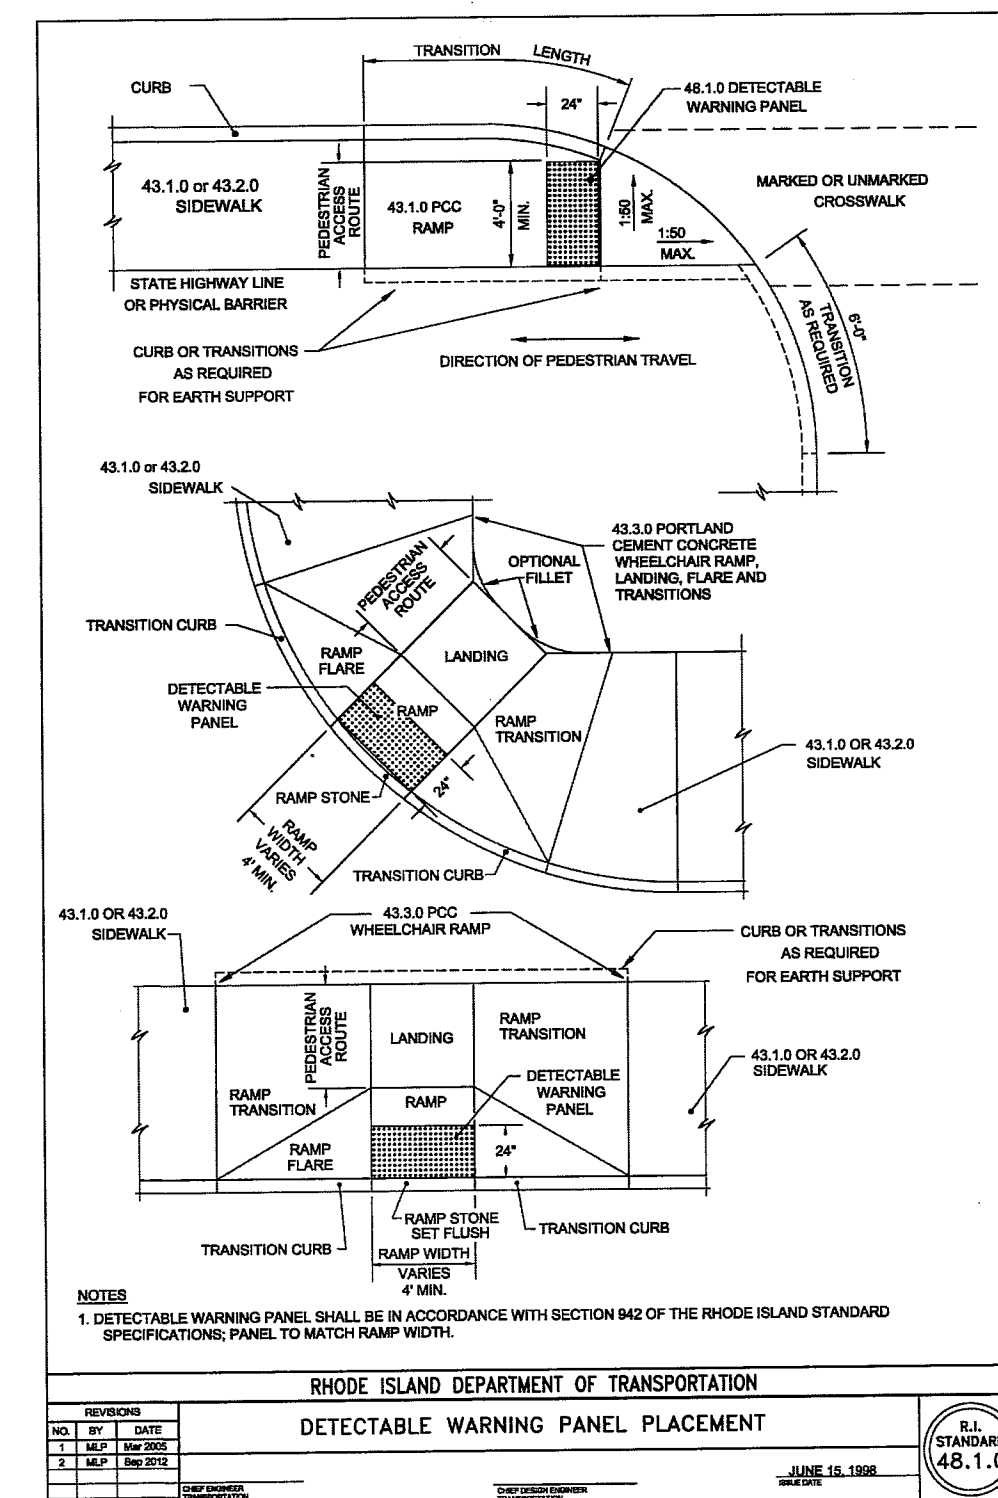 TRANSITION LENGTH
CURB
24"
48.1.0 DETECTABLE
WARNING PANEL
43.1.0 or 43.2.0
SIDEWALK
PEDESTRIAN
ACCESS
ROUTE
43.1.0 PCC
RAMP
4'-0"
MIN.
1:50
MAX.
1:50
MAX.
MARKED OR UNMARKED
CROSSWALK
STATE HIGHWAY LINE
OR PHYSICAL BARRIER
6'-0"
TRANSITION
AS REQUIRED
CURB OR TRANSITIONS
AS REQUIRED
FOR EARTH SUPPORT
DIRECTION OF PEDESTRIAN TRAVEL
43.1.0 or 43.2.0
SIDEWALK
43.3.0 PORTLAND
CEMENT CONCRETE
WHEELCHAIR RAMP,
LANDING, FLARE AND
TRANSITIONS
OPTIONAL
FILLET
PEDESTRIAN
ACCESS
ROUTE
TRANSITION CURB
RAMP
FLARE
LANDING
DETECTABLE
WARNING
PANEL
RAMP
RAMP
TRANSITION
43.1.0 OR 43.2.0
SIDEWALK
24"
RAMP STONE
RAMP
WIDTH
VARIES
4' MIN.
TRANSITION CURB
43.1.0 OR 43.2.0
SIDEWALK
43.3.0 PCC
WHEELCHAIR RAMP
CURB OR TRANSITIONS
AS REQUIRED
FOR EARTH SUPPORT
PEDESTRIAN
ACCESS
ROUTE
LANDING
RAMP
TRANSITION
43.1.0 OR 43.2.0
SIDEWALK
RAMP
TRANSITION
RAMP
DETECTABLE
WARNING
PANEL
RAMP
FLARE
24"
RAMP STONE
SET FLUSH
TRANSITION CURB
TRANSITION CURB
RAMP WIDTH
VARIES
4' MIN.
NOTES
1. DETECTABLE WARNING PANEL SHALL BE IN ACCORDANCE WITH SECTION 942 OF THE RHODE ISLAND STANDARD
SPECIFICATIONS; PANEL TO MATCH RAMP WIDTH.
RHODE ISLAND DEPARTMENT OF TRANSPORTATION
REVISIONS
NO. BY DATE
1 MLP Mar 2005
2 MLP Sep 2012
DETECTABLE WARNING PANEL PLACEMENT
R.I.
STANDARD
48.1.0
JUNE 15, 1998
ISSUE DATE
CHIEF ENGINEER
TRANSPORTATION
CHIEF DESIGN ENGINEER
TRANSPORTATION